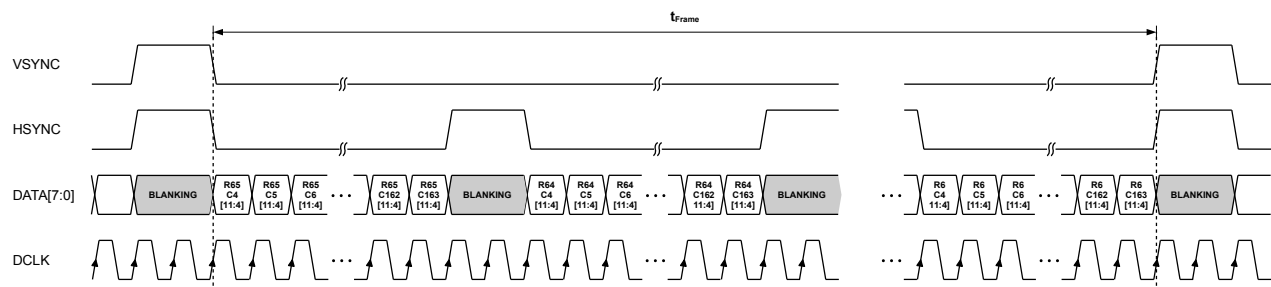 tFrame
VSYNC
HSYNC
DATA[7:0]
BLANKING
R65 C4 [11:4]
R65 C5 [11:4]
R65 C6 [11:4]
R65 C162 [11:4]
R65 C163 [11:4]
BLANKING
R64 C4 [11:4]
R64 C5 [11:4]
R64 C6 [11:4]
R64 C162 11:4]
R64 C163 [11:4]
BLANKING
R6 C4 11:4]
R6 C5 [11:4]
R6 C6 [11:4]
R6 C162 11:4]
R6 C163 [11:4]
BLANKING
DCLK